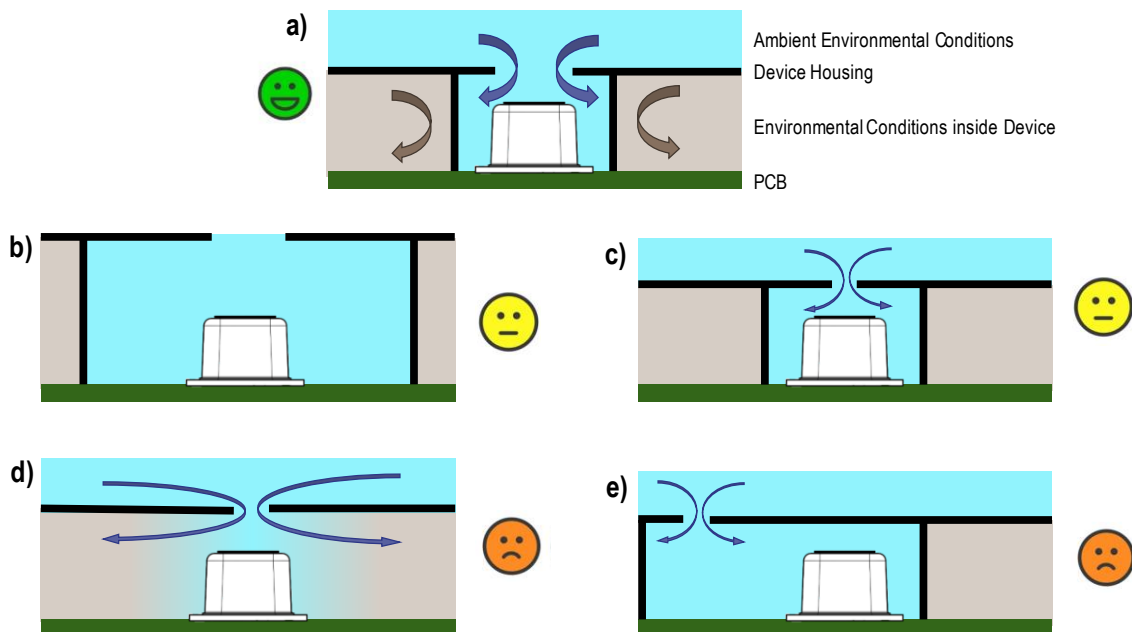 a)
Ambient Environmental Conditions
Device Housing
Environmental Conditions inside Device
PCB
b)
c)
d)
e)